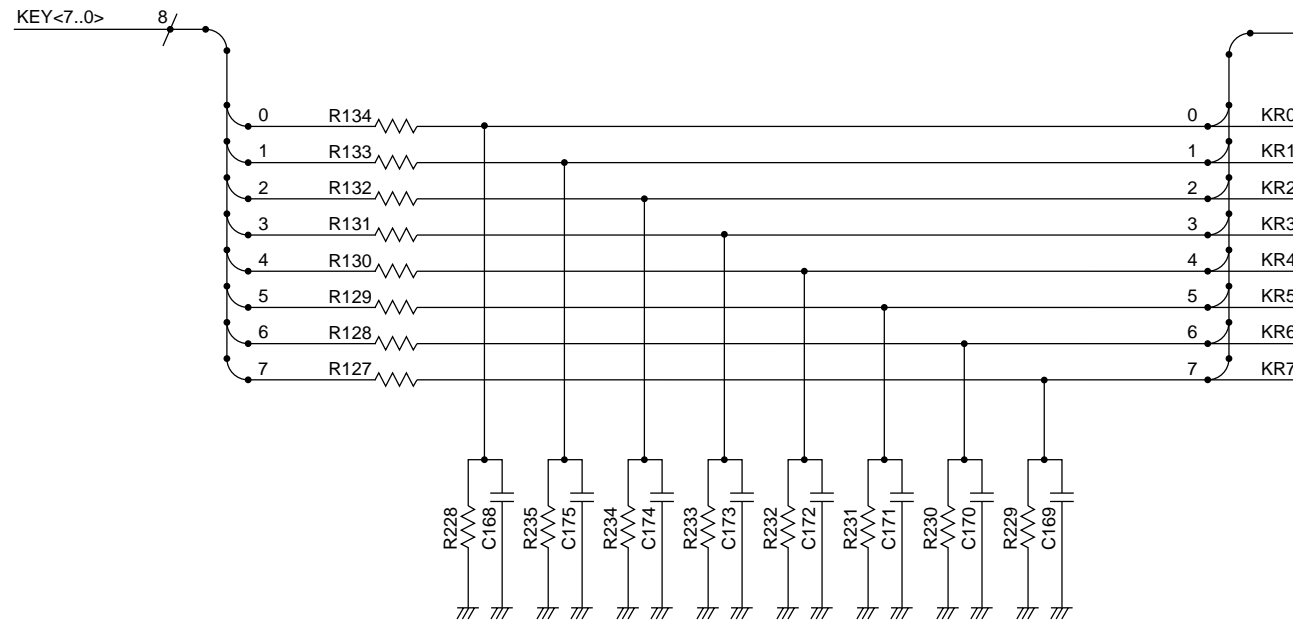 KEY<7..0> 8
0 R134 0 KR0
1 R133 1 KR1
2 R132 2 KR2
3 R131 3 KR3
4 R130 4 KR4
5 R129 5 KR5
6 R128 6 KR6
7 R127 7 KR7
R228 C168 R235 C175 R234 C174 R233 C173 R232 C172 R231 C171 R230 C170 R229 C169